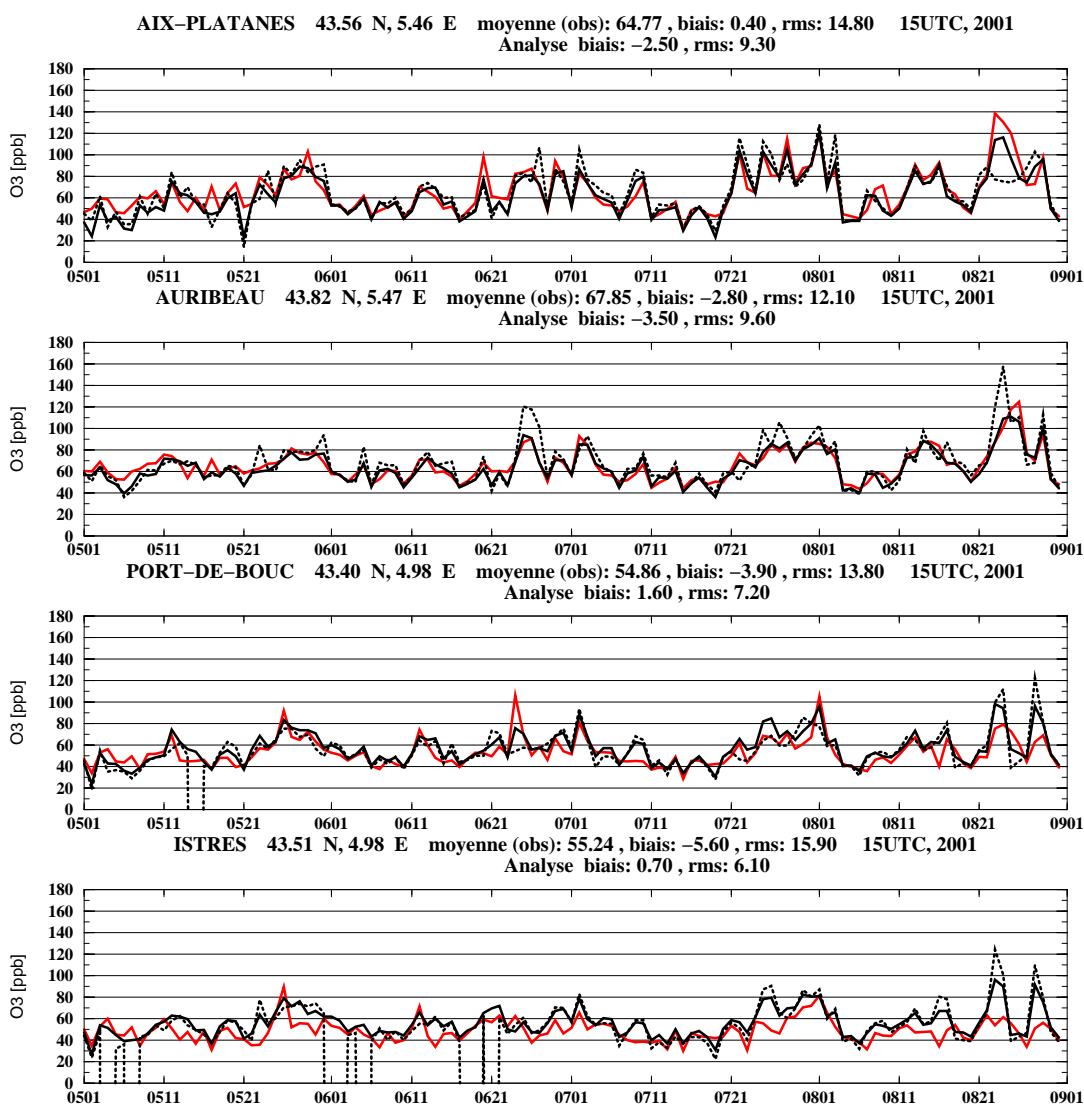 AIX−PLATANES 43.56 N, 5.46 E moyenne (obs): 64.77 , biais: 0.40 , rms: 14.80 15UTC, 2001
Analyse biais: −2.50 , rms: 9.30
180
160
140
120
100
80
60
40
20
0
O3 [ppb]
0501 0511 0521 0601 0611 0621 0701 0711 0721 0801 0811 0821 0901
AURIBEAU 43.82 N, 5.47 E moyenne (obs): 67.85 , biais: −2.80 , rms: 12.10 15UTC, 2001
Analyse biais: −3.50 , rms: 9.60
180
160
140
120
100
80
60
40
20
0
O3 [ppb]
0501 0511 0521 0601 0611 0621 0701 0711 0721 0801 0811 0821 0901
PORT−DE−BOUC 43.40 N, 4.98 E moyenne (obs): 54.86 , biais: −3.90 , rms: 13.80 15UTC, 2001
Analyse biais: 1.60 , rms: 7.20
180
160
140
120
100
80
60
40
20
0
O3 [ppb]
0501 0511 0521 0601 0611 0621 0701 0711 0721 0801 0811 0821 0901
ISTRES 43.51 N, 4.98 E moyenne (obs): 55.24 , biais: −5.60 , rms: 15.90 15UTC, 2001
Analyse biais: 0.70 , rms: 6.10
180
160
140
120
100
80
60
40
20
0
O3 [ppb]
0501 0511 0521 0601 0611 0621 0701 0711 0721 0801 0811 0821 0901